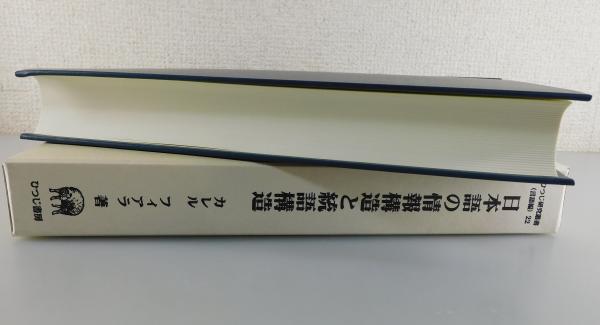 ひつじ研究叢書
(言語編) 22
日本語の情報構造と統語構造
カレル
フィアラ 著
ひつじ書房